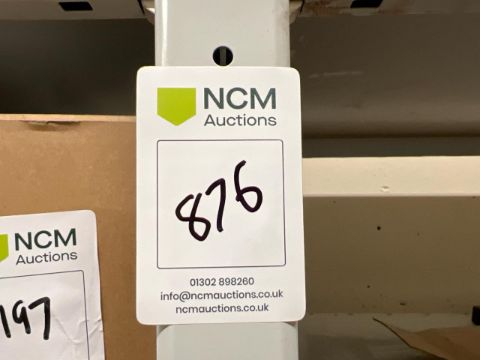 NCM
Auctions
876
01302 898260
info@ncmauctions.co.uk
ncmauctions.co.uk
NCM
Auctions
197